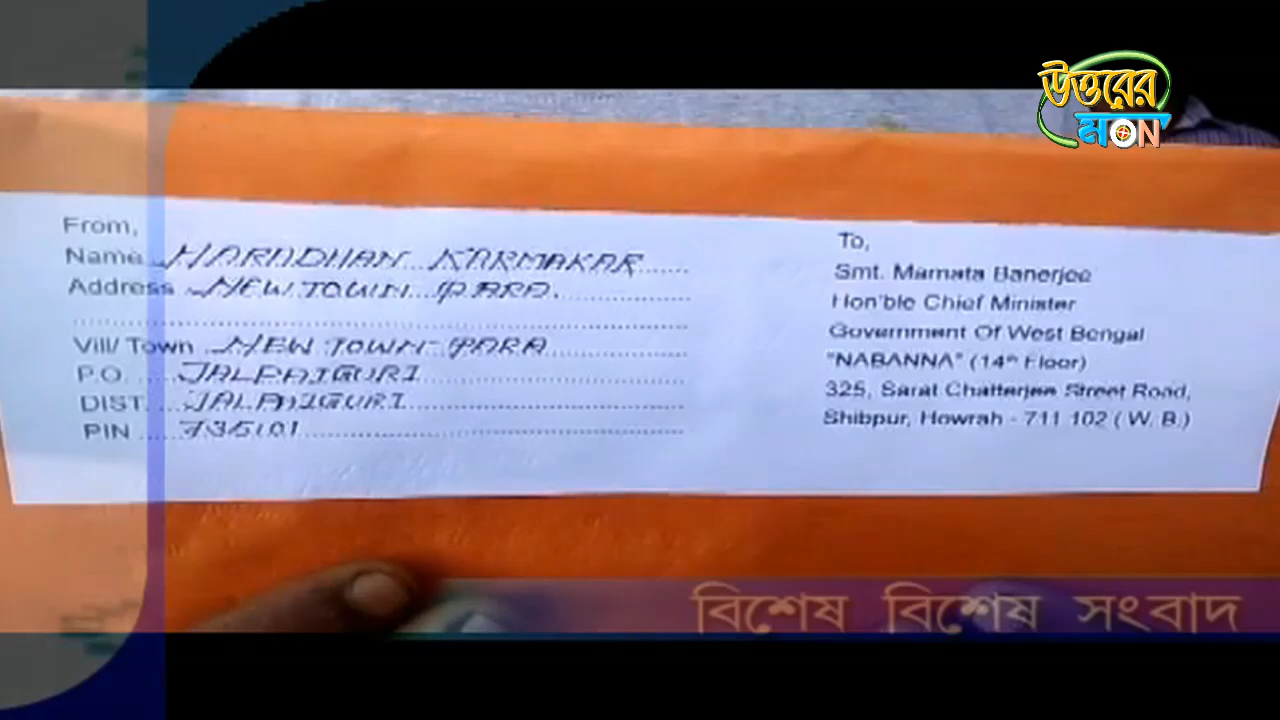 উত্তরের
মON
From,
Name HARADHAN KARMAKAR
Address NEW TOWN PARA.
Vill/ Town NEW TOWN PARA
P.O. JALPAIGURI
DIST. JALPAIGURI
PIN 735101
To,
Smt. Mamata Banerjee
Hon'ble Chief Minister
Government Of West Bengal
"NABANNA" (14th Floor)
325, Sarat Chatterjee Street Road,
Shibpur, Howrah - 711 102 ( W. B.)
বিশেষ বিশেষ সংবাদ